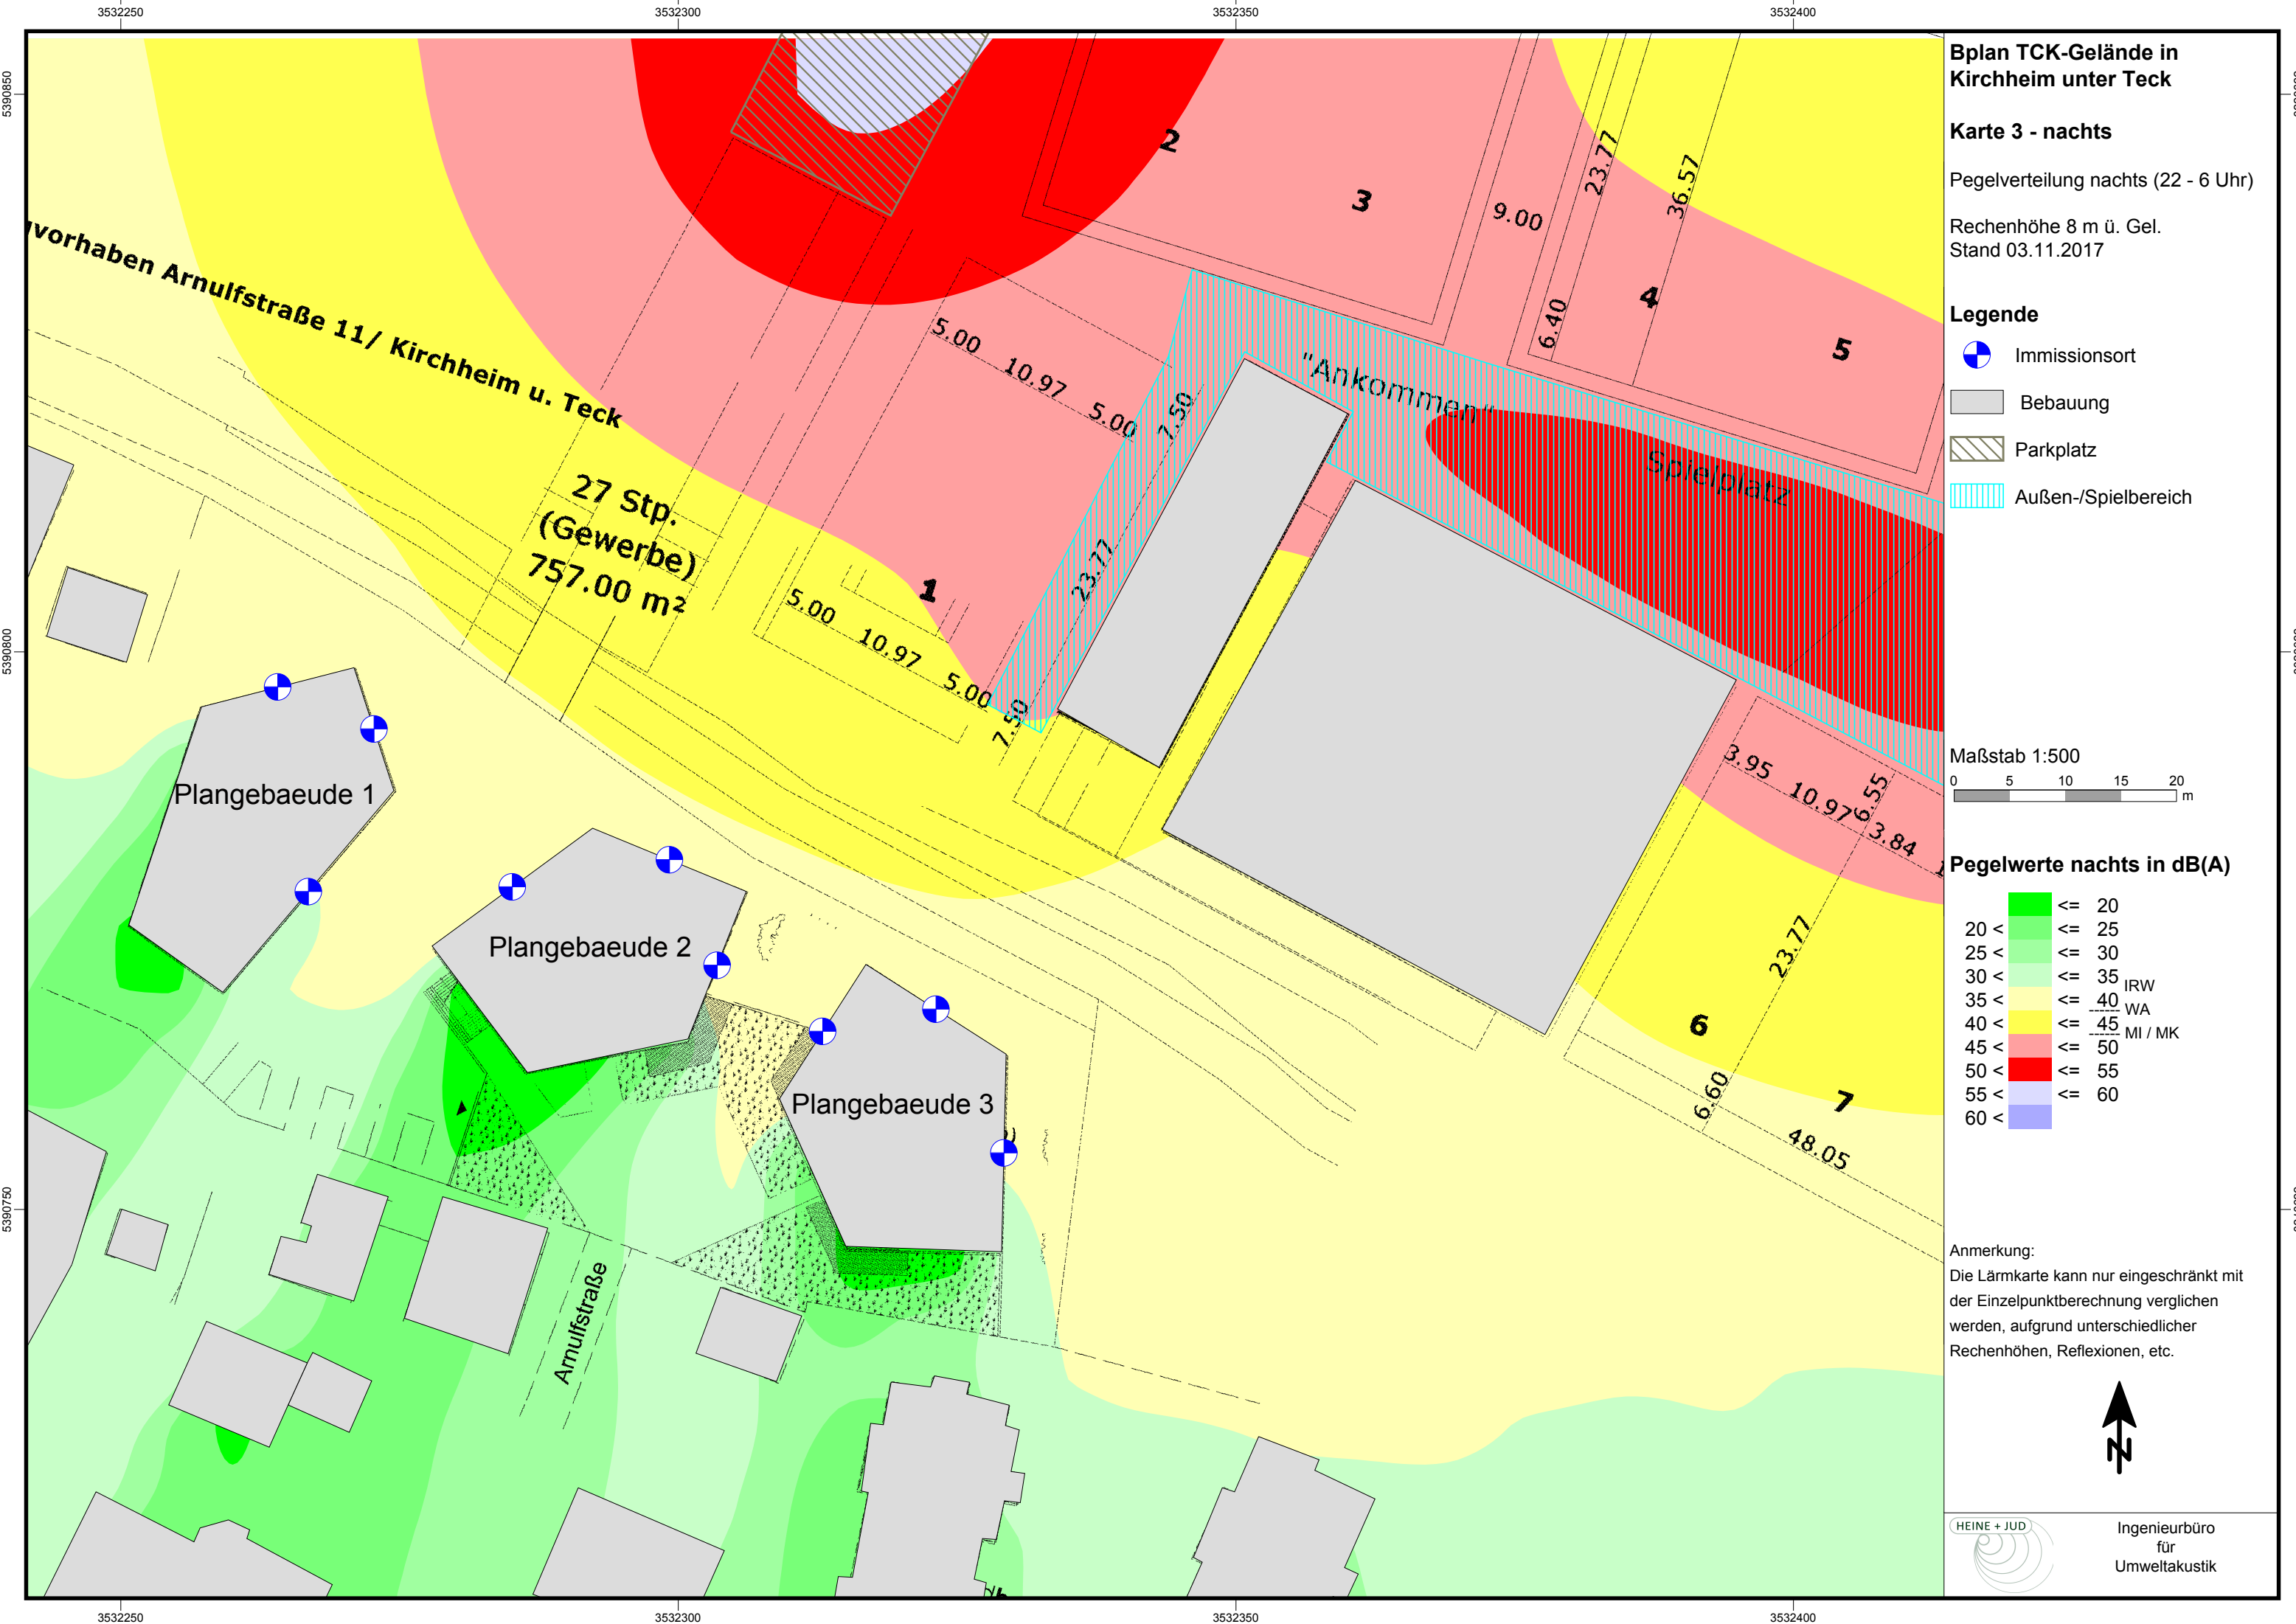 3532250
3532300
3532350
3532400
5390850
5390800
5390750
vorhaben Arnulfstraße 11/ Kirchheim u. Teck
27 Stp.
(Gewerbe)
757.00 m²
1
2
3
4
5
6
7
5.00
10.97
5.00
7.50
23.77
5.00
10.97
5.00
7.50
9.00
23.77
36.57
6.40
"Ankommen"
Spielplatz
3.95
10.97
6.55
3.84
23.77
6.60
48.05
Plangebaeude 1
Plangebaeude 2
Plangebaeude 3
Arnulfstraße
Bplan TCK-Gelände in
Kirchheim unter Teck
Karte 3 - nachts
Pegelverteilung nachts (22 - 6 Uhr)
Rechenhöhe 8 m ü. Gel.
Stand 03.11.2017
Legende
Immissionsort
Bebauung
Parkplatz
Außen-/Spielbereich
Maßstab 1:500
0 5 10 15 20
m
Pegelwerte nachts in dB(A)
<= 20
20 < <= 25
25 < <= 30
30 < <= 35
IRW
35 < <= 40
WA
40 < <= 45
MI / MK
45 < <= 50
50 < <= 55
55 < <= 60
60 <
Anmerkung:
Die Lärmkarte kann nur eingeschränkt mit
der Einzelpunktberechnung verglichen
werden, aufgrund unterschiedlicher
Rechenhöhen, Reflexionen, etc.
N
HEINE + JUD
Ingenieurbüro
für
Umweltakustik
3532250
3532300
3532350
3532400